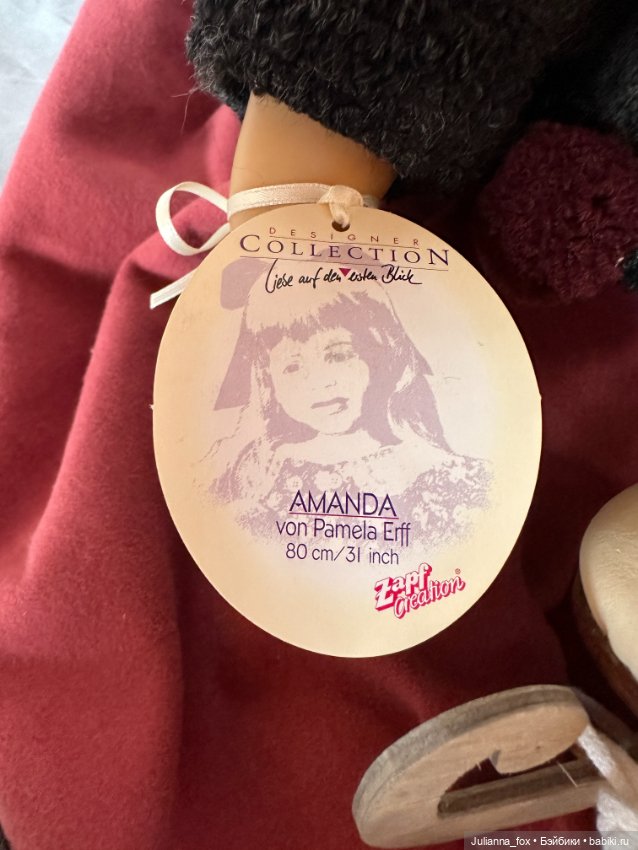 DESIGNER
COLLECTION
Liebe auf den ersten Blick
AMANDA
von Pamela Erff
80 cm/31 inch
Zapf
Creation®
Julianna_fox • Бэйбики • babiki.ru